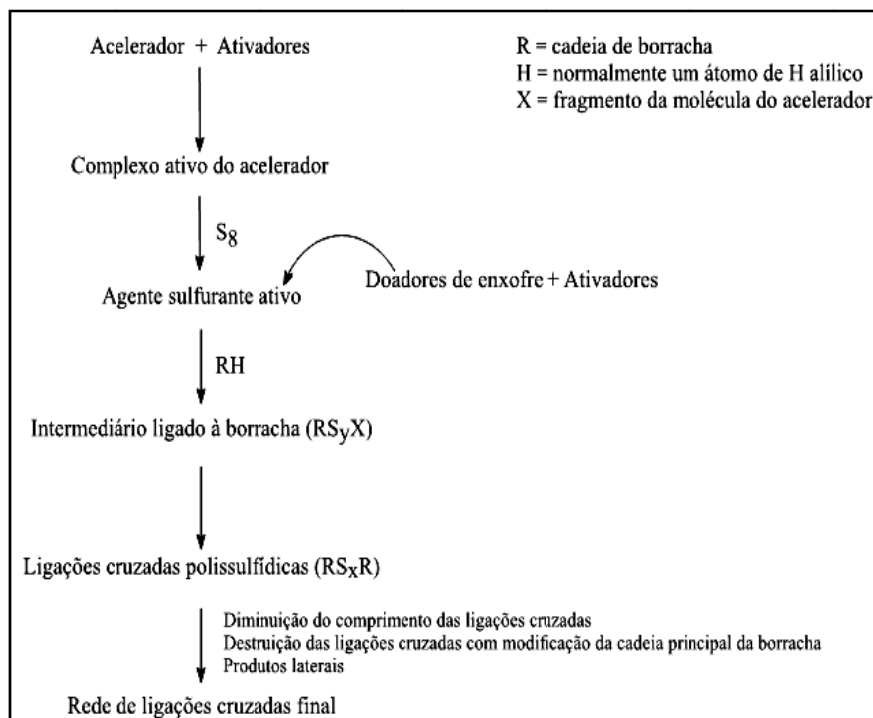 Acelerador + Ativadores
R = cadeia de borracha
H = normalmente um átomo de H alílico
X = fragmento da molécula do acelerador
Complexo ativo do acelerador
S8
Doadores de enxofre + Ativadores
Agente sulfurante ativo
RH
Intermediário ligado à borracha (RSyX)
Ligações cruzadas polissulfídicas (RSxR)
Diminuição do comprimento das ligações cruzadas
Destruição das ligações cruzadas com modificação da cadeia principal da borracha
Produtos laterais
Rede de ligações cruzadas final